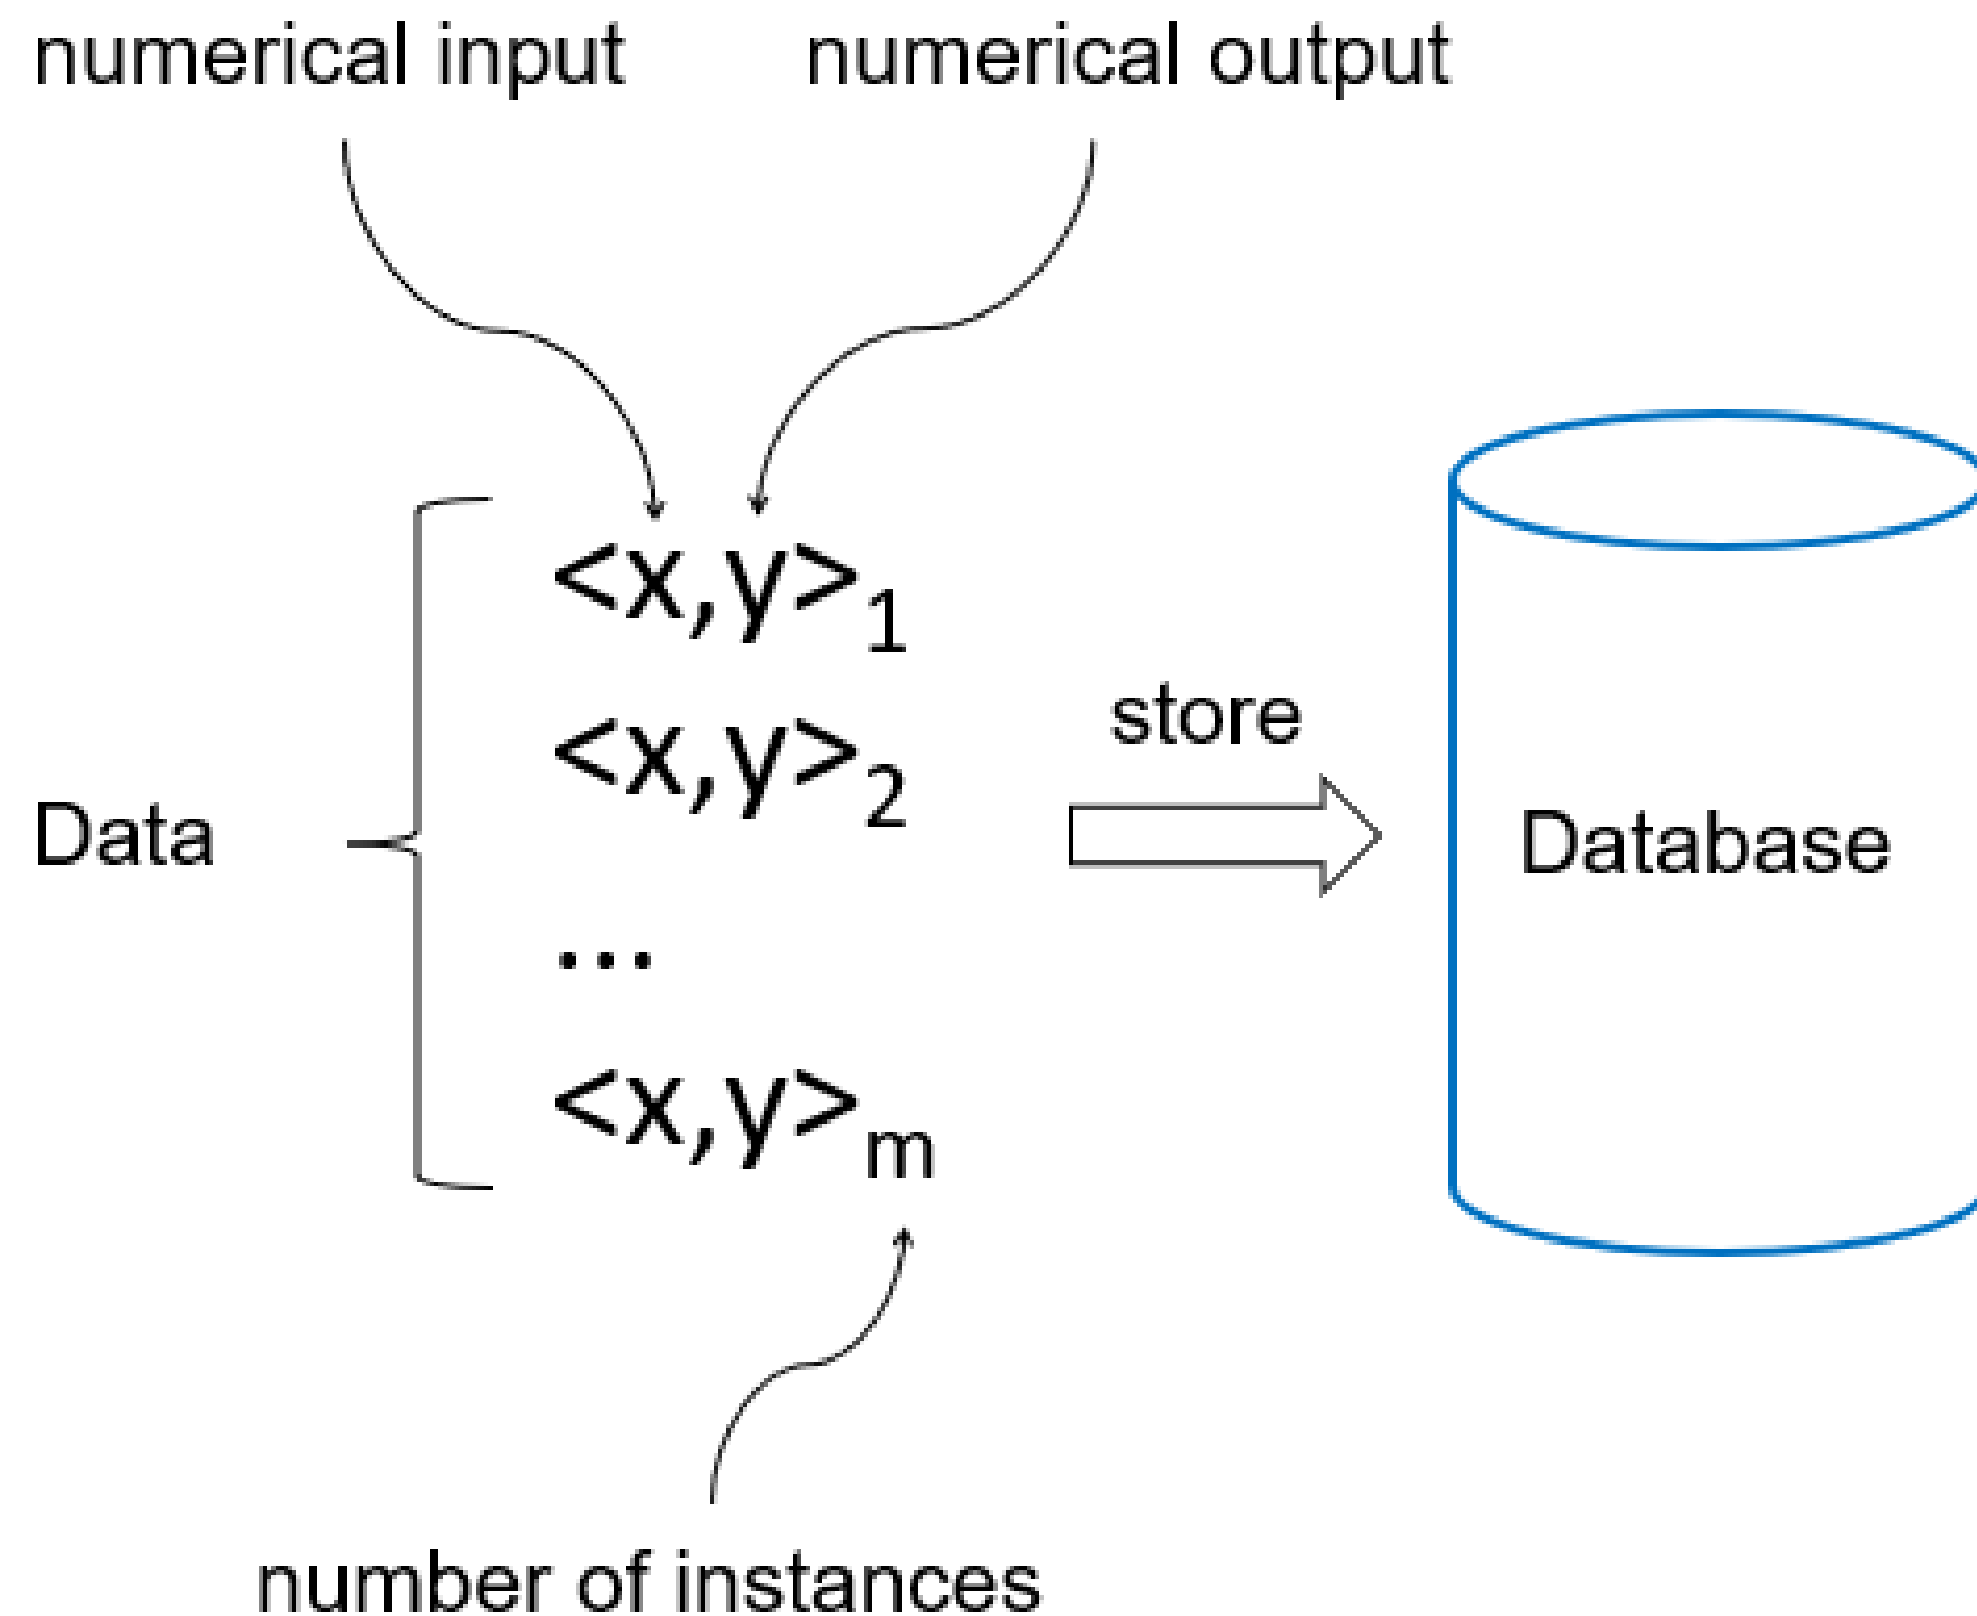 numerical input numerical output
<x,y>1
<x,y>2
store
Data
Database
...
<x,y>m
number of instances